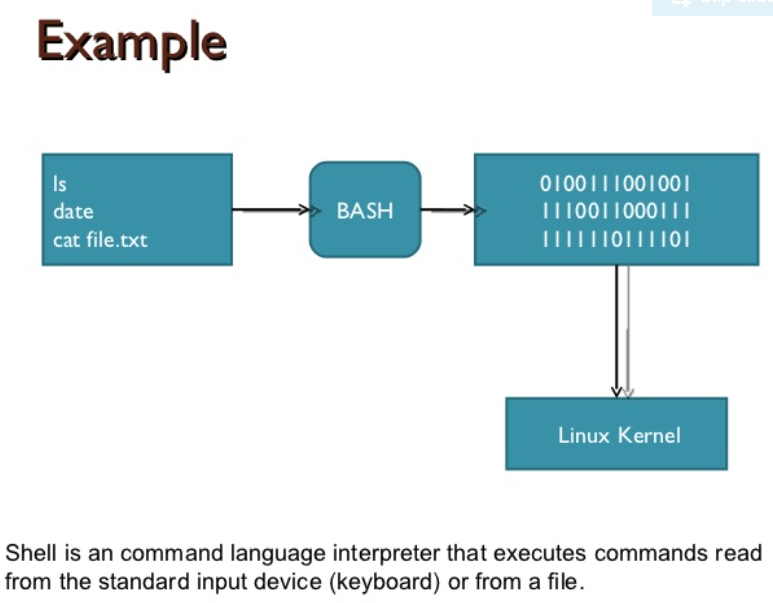 Example
ls
date
cat file.txt
BASH
0100111001001
1110011000111
1111110111101
Linux Kernel
Shell is an command language interpreter that executes commands read
from the standard input device (keyboard) or from a file.